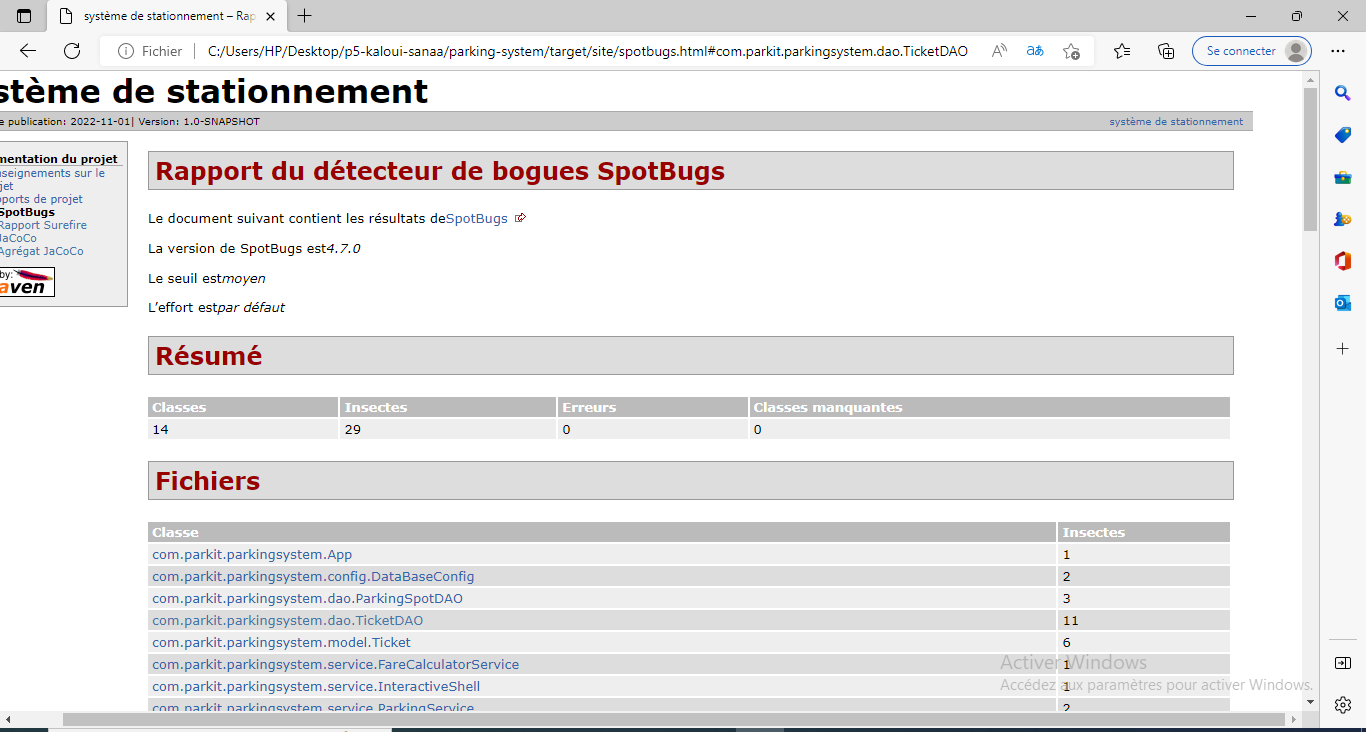 système de stationnement – Rap
Fichier
C:/Users/HP/Desktop/p5-kaloui-sanaa/parking-system/target/site/spotbugs.html#com.parkit.parkingsystem.dao.TicketDAO
Se connecter
stème de stationnement
e publication: 2022-11-01| Version: 1.0-SNAPSHOT
système de stationnement
mentation du projet
nseignements sur le
jet
pports de projet
SpotBugs
Rapport Surefire
JaCoCo
Agrégat JaCoCo
by:
aven
Rapport du détecteur de bogues SpotBugs
Le document suivant contient les résultats deSpotBugs
La version de SpotBugs est4.7.0
Le seuil estmoyen
L’effort estpar défaut
Résumé
Classes Insectes Erreurs Classes manquantes
14 29 0 0
Fichiers
Classe Insectes
com.parkit.parkingsystem.App 1
com.parkit.parkingsystem.config.DataBaseConfig 2
com.parkit.parkingsystem.dao.ParkingSpotDAO 3
com.parkit.parkingsystem.dao.TicketDAO 11
com.parkit.parkingsystem.model.Ticket 6
com.parkit.parkingsystem.service.FareCalculatorService 1
com.parkit.parkingsystem.service.InteractiveShell 1
com.parkit.parkingsystem.service.ParkingService 2
Activer Windows
Accédez aux paramètres pour activer Windows.